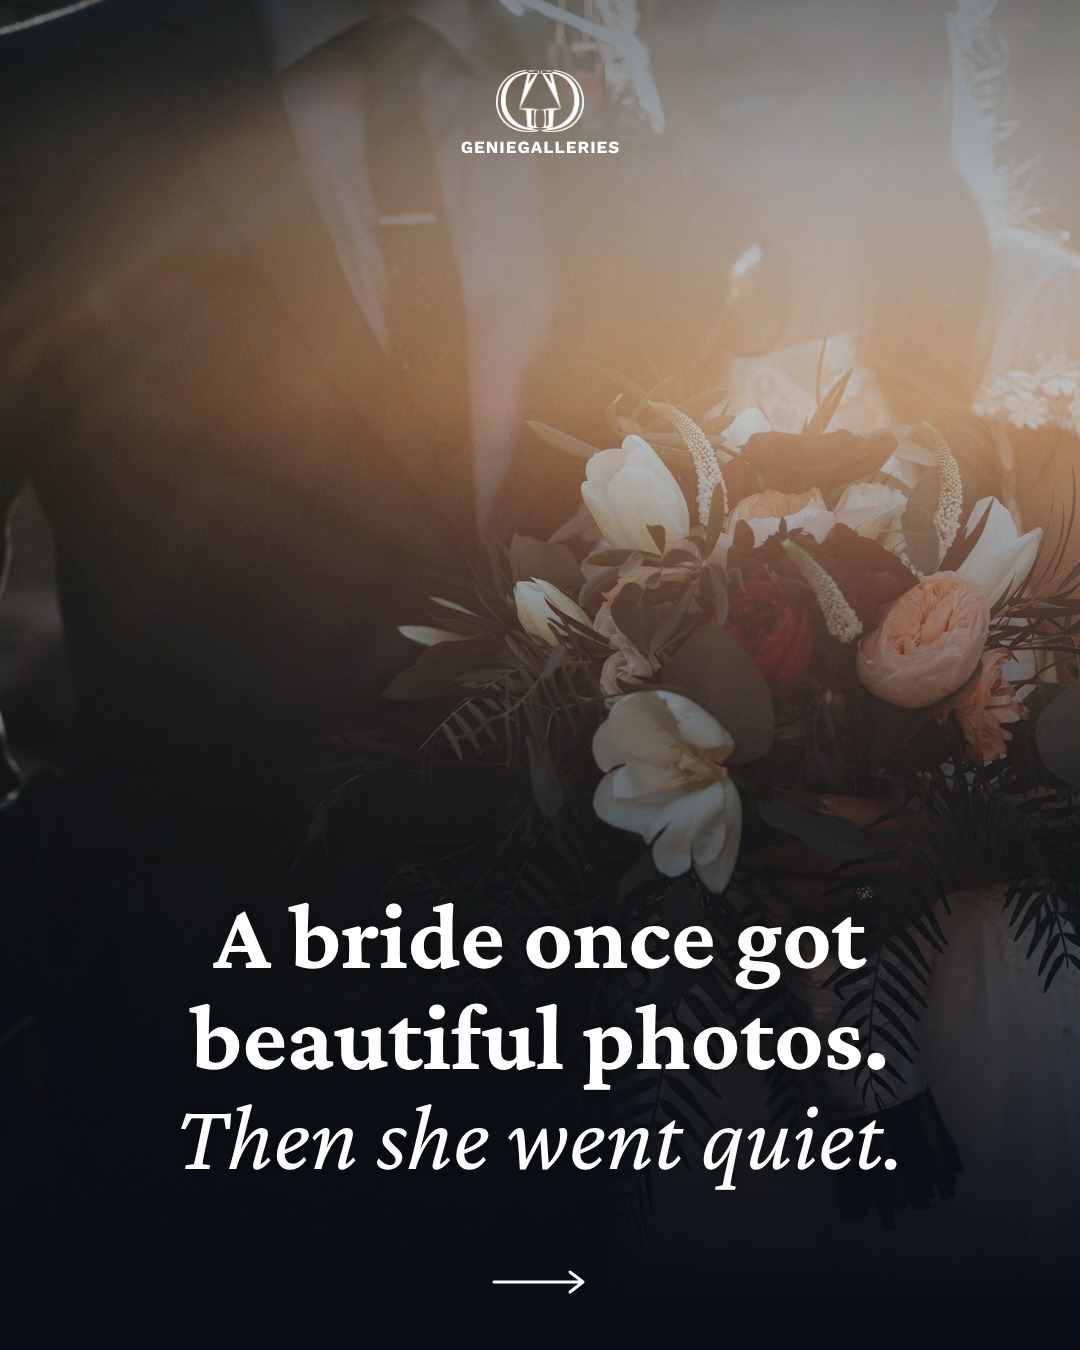 GENIEGALLERIES
A bride once got
beautiful photos.
Then she went quiet.